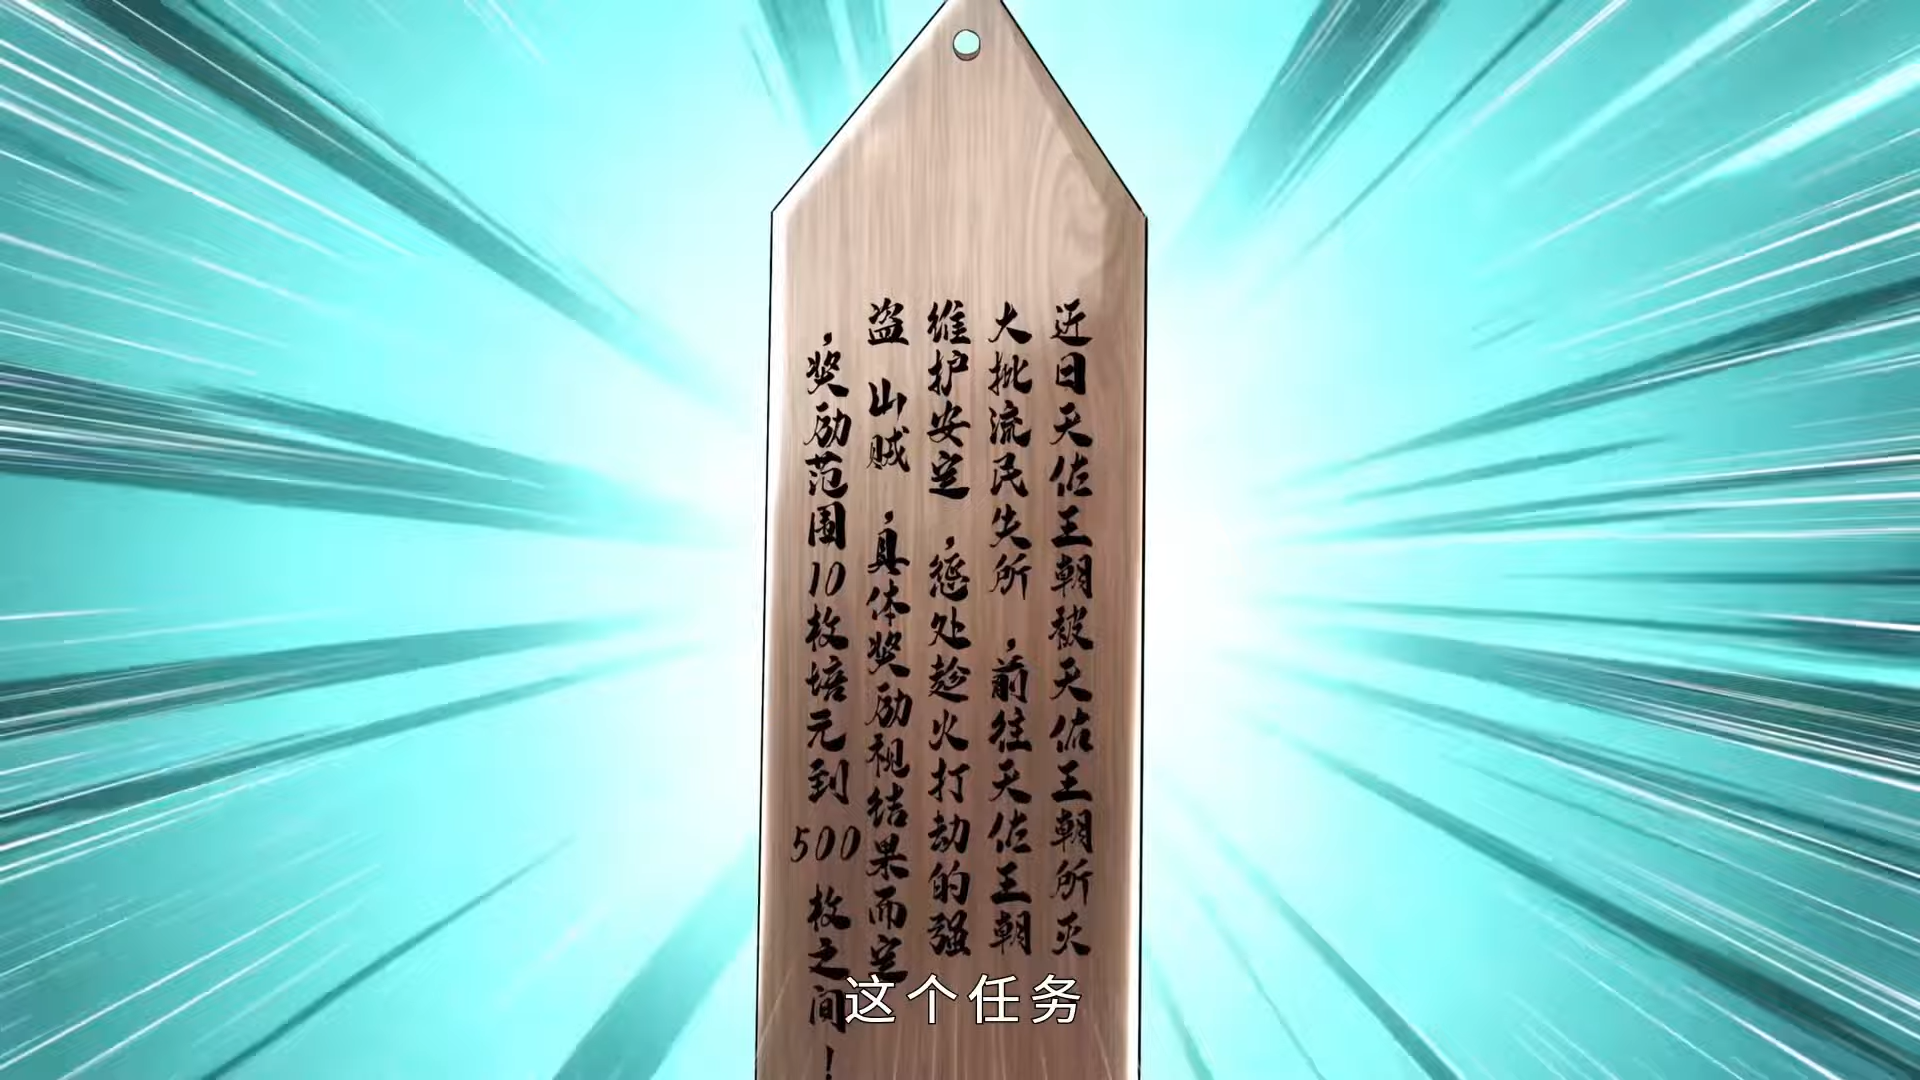 近日天佑王朝被天佑王朝所灭
大批流民失所，前往天佑王朝
维护安定，惩处趁火打劫的强
盗 山贼，具体奖励视结果而定
，奖励范围10枚培元到500枚之间！
这个任务